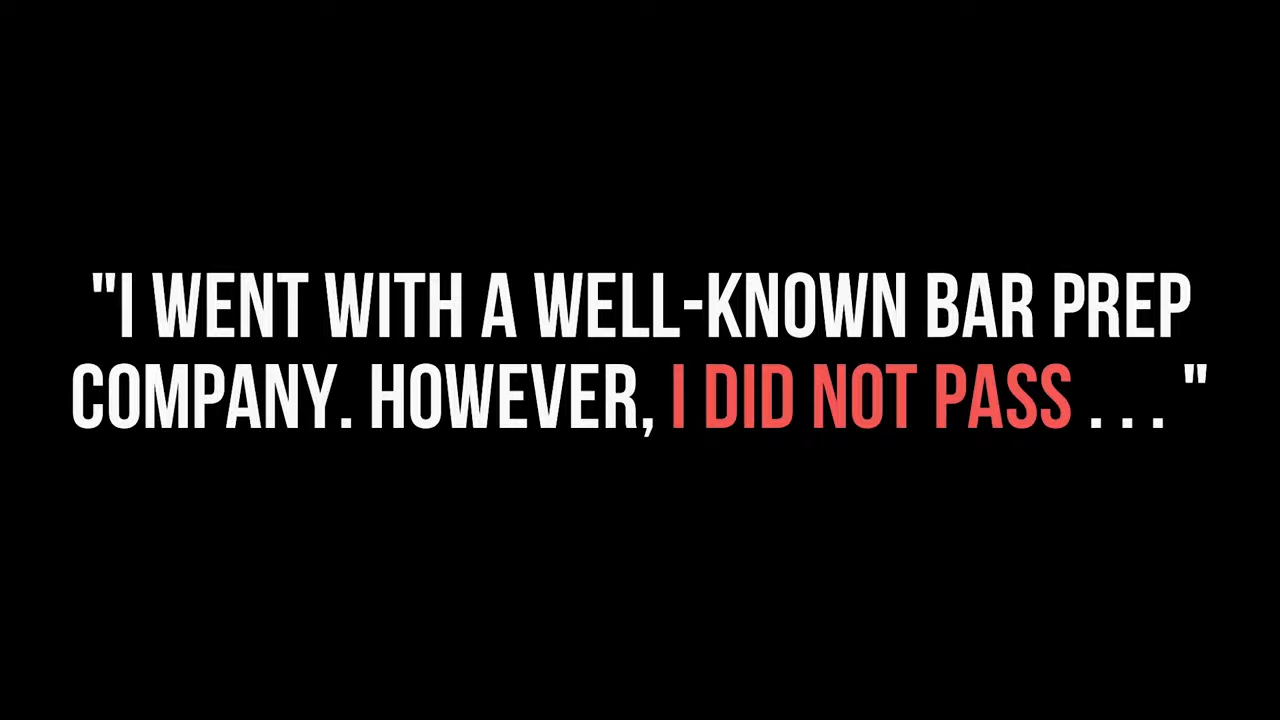 "I WENT WITH A WELL-KNOWN BAR PREP
COMPANY. HOWEVER, I DID NOT PASS . . . "